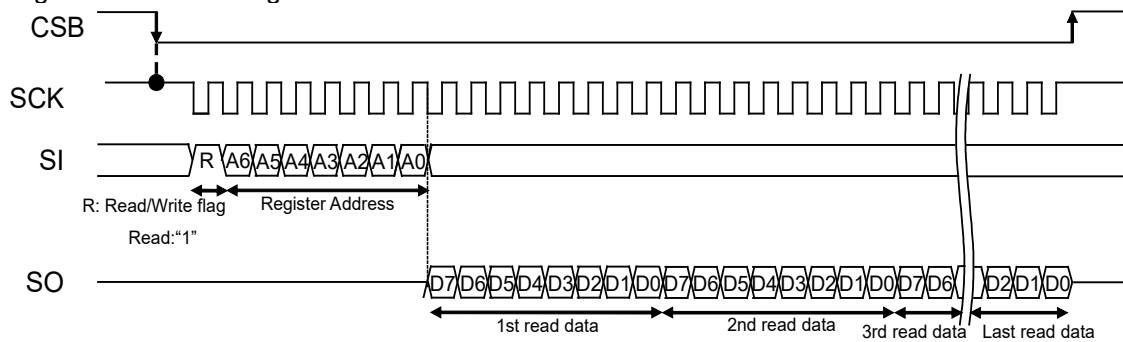 CSB
SCK
SI
R A6 A5 A4 A3 A2 A1 A0
R: Read/Write flag
Register Address
Read:“1”
SO
D7 D6 D5 D4 D3 D2 D1 D0 D7 D6 D5 D4 D3 D2 D1 D0 D7 D6 D2 D1 D0
1st read data
2nd read data
3rd read data
Last read data